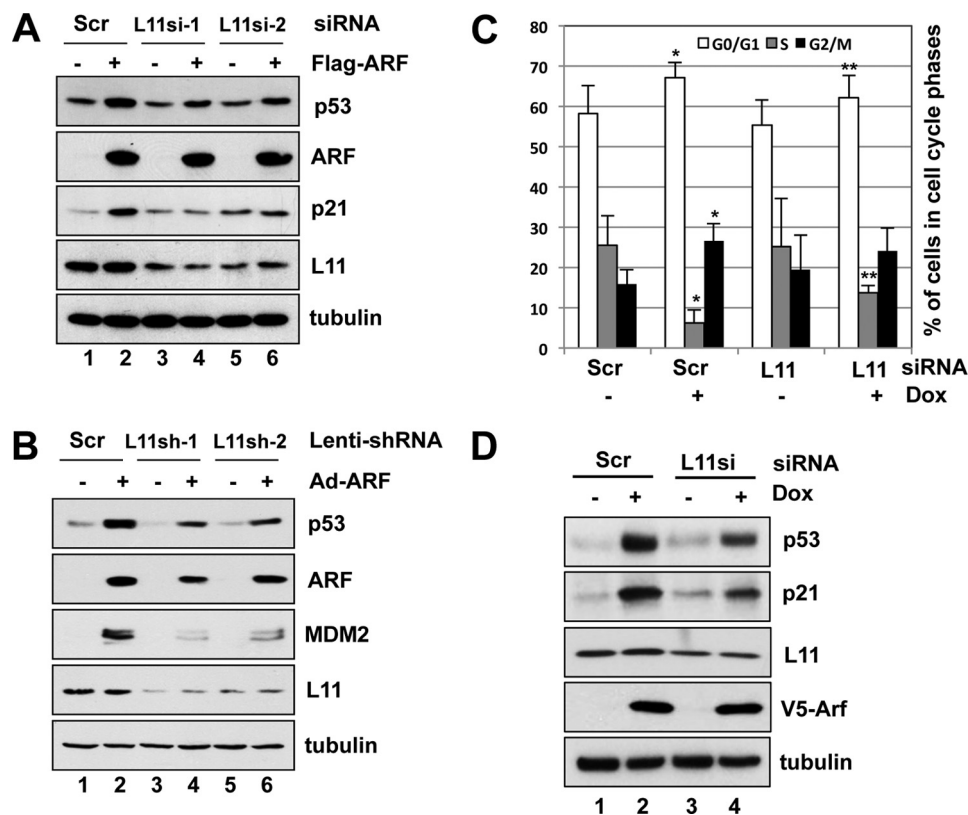 A
Scr L11si-1 L11si-2 siRNA
- + - + - + Flag-ARF
p53
ARF
p21
L11
tubulin
1 2 3 4 5 6
B
Scr L11sh-1 L11sh-2 Lenti-shRNA
- + - + - + Ad-ARF
p53
ARF
MDM2
L11
tubulin
1 2 3 4 5 6
C
G0/G1 S G2/M
80
70
60
50
40
30
20
10
0
* * * ** **
% of cells in cell cycle phases
Scr Scr L11 L11 siRNA
- + - + Dox
D
Scr L11si siRNA
- + - + Dox
p53
p21
L11
V5-Arf
tubulin
1 2 3 4